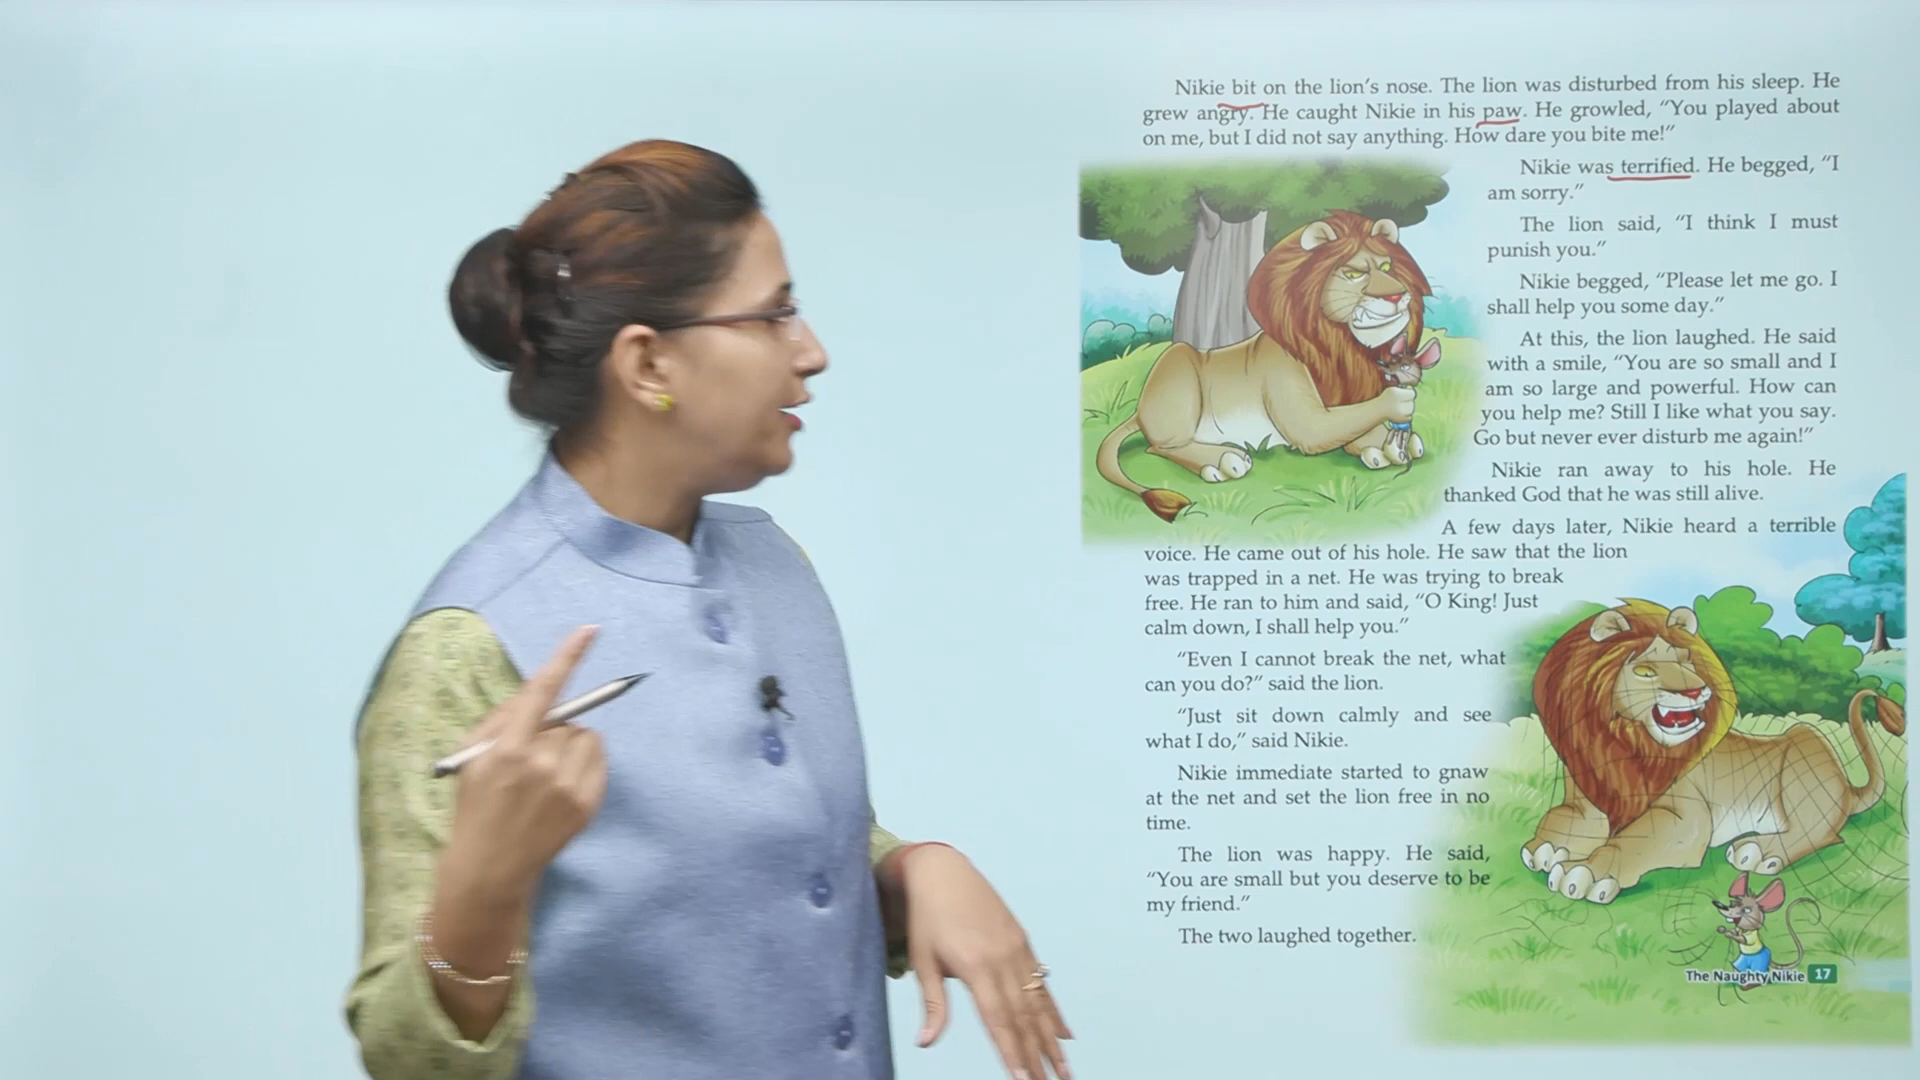 Nikie bit on the lion's nose. The lion was disturbed from his sleep. He
grew angry. He caught Nikie in his paw. He growled, “You played about
on me, but I did not say anything. How dare you bite me!”
Nikie was terrified. He begged, “I
am sorry.”
The lion said, “I think I must
punish you.”
Nikie begged, “Please let me go. I
shall help you some day.”
At this, the lion laughed. He said
with a smile, “You are so small and I
am so large and powerful. How can
you help me? Still I like what you say.
Go but never ever disturb me again!”
Nikie ran away to his hole. He
thanked God that he was still alive.
A few days later, Nikie heard a terrible
voice. He came out of his hole. He saw that the lion
was trapped in a net. He was trying to break
free. He ran to him and said, “O King! Just
calm down, I shall help you.”
“Even I cannot break the net, what
can you do?” said the lion.
“Just sit down calmly and see
what I do,” said Nikie.
Nikie immediate started to gnaw
at the net and set the lion free in no
time.
The lion was happy. He said,
“You are small but you deserve to be
my friend.”
The two laughed together.
The Naughty Nikie 17